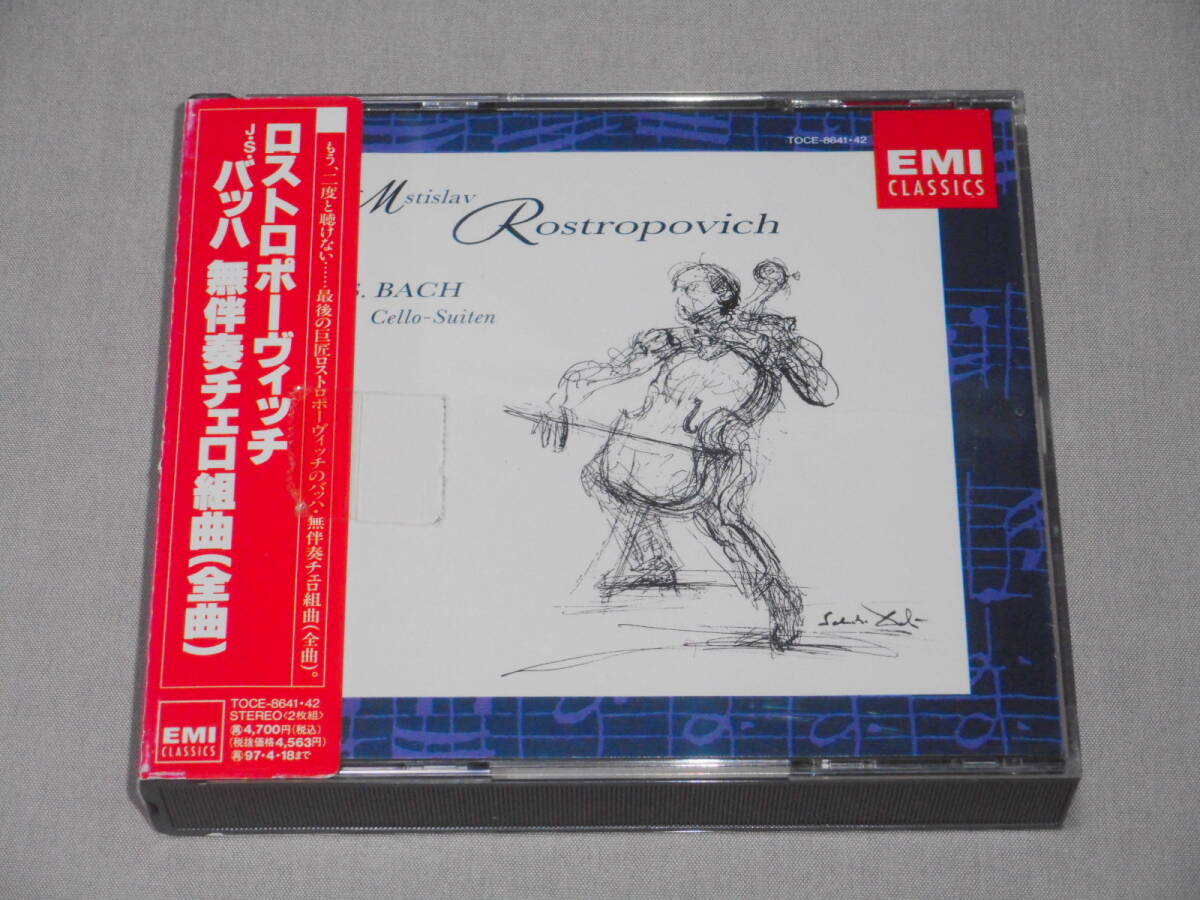 もう、二度と聴けない……最後の巨匠ロストロポーヴィッチのバッハ・無伴奏チェロ組曲(全曲)。
ロストロポーヴィッチ
J・S・バッハ 無伴奏チェロ組曲(全曲)
TOCE-8641・42
STEREO〈2枚組〉
4,700円(税込)
(税抜価格4,563円)
97・4・18まで
EMI
CLASSICS
TOCE-8641・42
EMI
CLASSICS
Mstislav
Rostropovich
S. BACH
Cello-Suiten